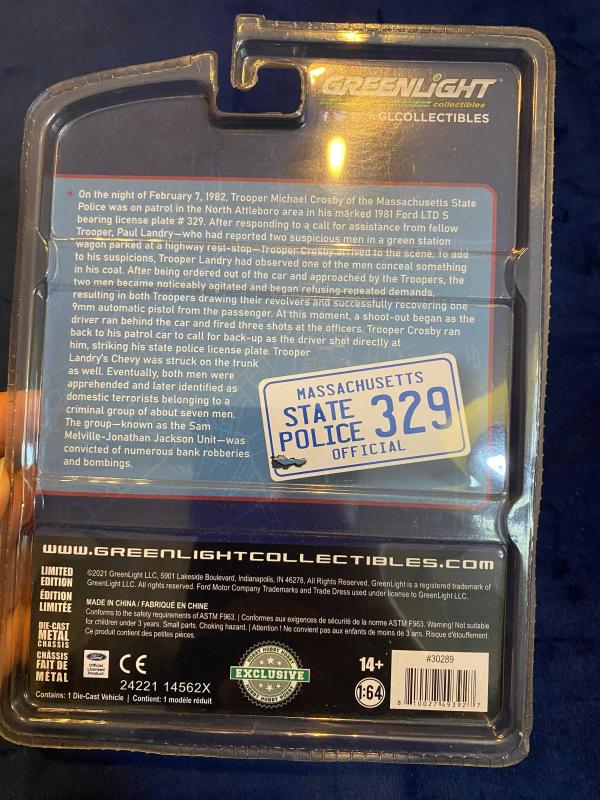 GREENLIGHT
collectibles
@GLCOLLECTIBLES
* On the night of February 7, 1982, Trooper Michael Crosby of the Massachusetts State
Police was on patrol in the North Attleboro area in his marked 1981 Ford LTD S
bearing license plate # 329. After responding to a call for assistance from fellow
Trooper, Paul Landry—who had reported two suspicious men in a green station
wagon parked at a highway rest-stop—Trooper Crosby arrived to the scene. To add
to his suspicions, Trooper Landry had observed one of the men conceal something
in his coat. After being ordered out of the car and approached by the Troopers, the
two men became noticeably agitated and began refusing repeated demands,
resulting in both Troopers drawing their revolvers and successfully recovering one
9mm automatic pistol from the passenger. At this moment, a shoot-out began as the
driver ran behind the car and fired three shots at the officers. Trooper Crosby ran
back to his patrol car to call for back-up as the driver shot directly at
him, striking his state police license plate. Trooper
Landry's Chevy was struck on the trunk
as well. Eventually, both men were
apprehended and later identified as
domestic terrorists belonging to a
criminal group of about seven men.
The group—known as the Sam
Melville-Jonathan Jackson Unit—was
convicted of numerous bank robberies
and bombings.
MASSACHUSETTS
STATE
POLICE 329
OFFICIAL
www.GREENLIGHTCOLLECTIBLES.com
LIMITED
EDITION
ÉDITION
LIMITÉE
DIE-CAST
METAL
CHASSIS
CHÂSSIS
FAIT DE
MÉTAL
©2021 GreenLight LLC, 5901 Lakeside Boulevard, Indianapolis, IN 46278, All Rights Reserved. GreenLight is a registered trademark of
GreenLight LLC. All rights reserved. Ford Motor Company Trademarks and Trade Dress used under license to GreenLight LLC.
MADE IN CHINA / FABRIQUÉ EN CHINE
Conforms to the safety requirements of ASTM F963. | Conformes aux exigences de sécurité de la norme ASTM F963. Warning! Not suitable
for children under 3 years. Small parts. Choking hazard. | Attention ! Ne convient pas aux enfants de moins de 3 ans. Risque d'étouffement.
Ce produit contient des petites pièces.
Ford
Official
Licensed
Product
CE
24221 14562X
Contains: 1 Die-Cast Vehicle | Contient: 1 modèle réduit
HOBBY
EXCLUSIVE
HOBBY
14+
1:64
#30289
8 10027 49392 7